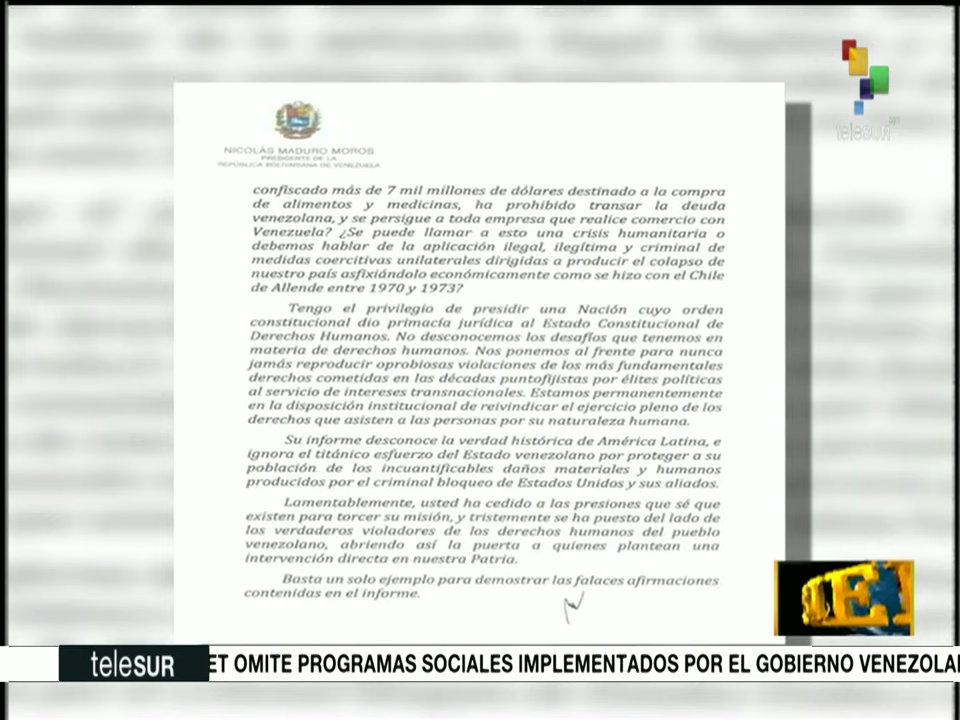 teleSUR
NICOLÁS MADURO MOROS
PRESIDENTE DE LA
REPÚBLICA BOLIVARIANA DE VENEZUELA
confiscado más de 7 mil millones de dólares destinado a la compra
de alimentos y medicinas, ha prohibido transar la deuda
venezolana, y se persigue a toda empresa que realice comercio con
Venezuela? ¿Se puede llamar a esto una crisis humanitaria o
debemos hablar de la aplicación ilegal, ilegítima y criminal de
medidas coercitivas unilaterales dirigidas a producir el colapso de
nuestro país asfixiándolo económicamente como se hizo con el Chile
de Allende entre 1970 y 1973?
Tengo el privilegio de presidir una Nación cuyo orden
constitucional dio primacía jurídica al Estado Constitucional de
Derechos Humanos. No desconocemos los desafíos que tenemos en
materia de derechos humanos. Nos ponemos al frente para nunca
jamás reproducir oprobiosas violaciones de los más fundamentales
derechos cometidas en las décadas puntofijistas por élites políticas
al servicio de intereses transnacionales. Estamos permanentemente
en la disposición institucional de reivindicar el ejercicio pleno de los
derechos que asisten a las personas por su naturaleza humana.
Su informe desconoce la verdad histórica de América Latina, e
ignora el titánico esfuerzo del Estado venezolano por proteger a su
población de los incuantificables daños materiales y humanos
producidos por el criminal bloqueo de Estados Unidos y sus aliados.
Lamentablemente, usted ha cedido a las presiones que sé que
existen para torcer su misión, y tristemente se ha puesto del lado de
los verdaderos violadores de los derechos humanos del pueblo
venezolano, abriendo así la puerta a quienes plantean una
intervención directa en nuestra Patria.
Basta un solo ejemplo para demostrar las falaces afirmaciones
contenidas en el informe.
teleSUR
ET OMITE PROGRAMAS SOCIALES IMPLEMENTADOS POR EL GOBIERNO VENEZOLA